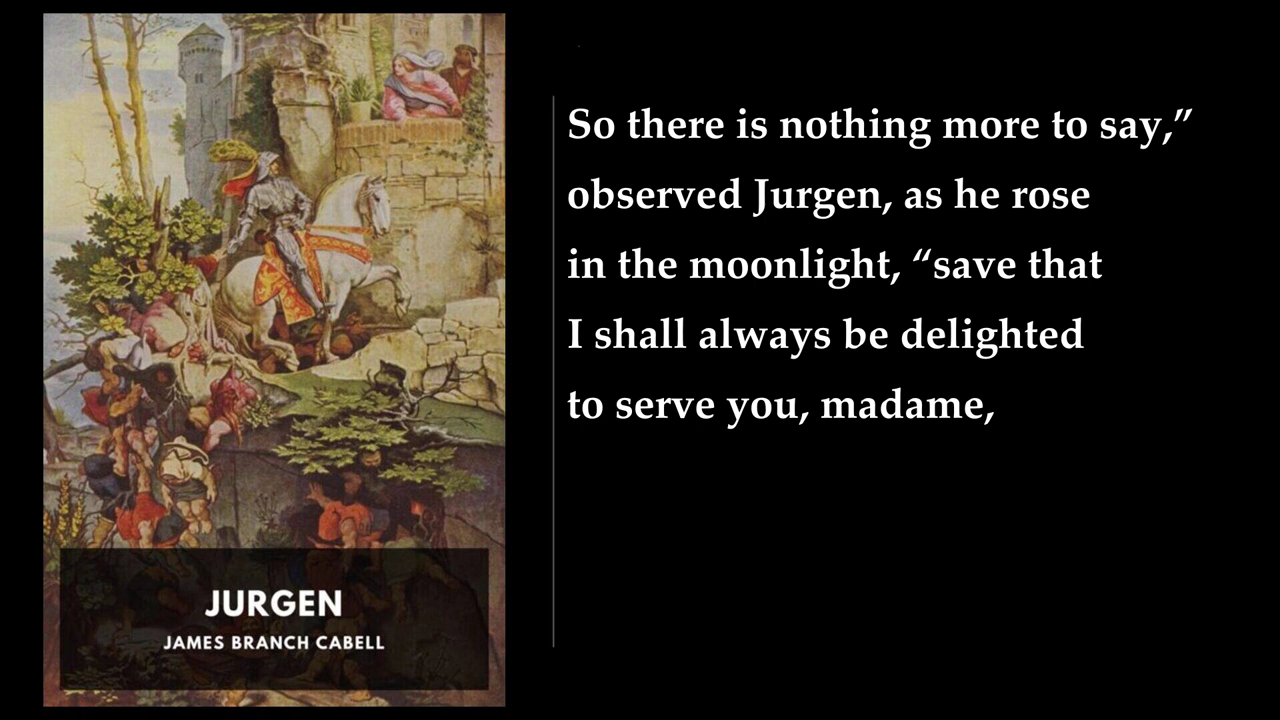 So there is nothing more to say,”
observed Jurgen, as he rose
in the moonlight, “save that
I shall always be delighted
to serve you, madame,
JURGEN
JAMES BRANCH CABELL